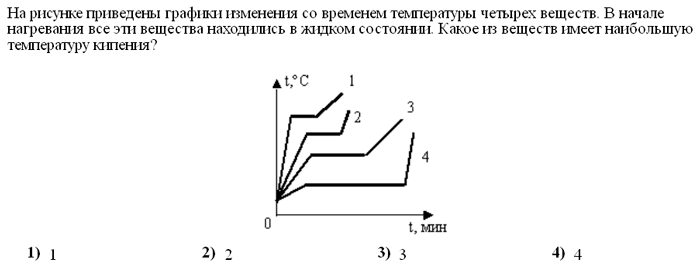 На рисунке приведены графики изменения со временем температуры четырех веществ. В начале
нагревания все эти вещества находились в жидком состоянии. Какое из веществ имеет наибольшую
температуру кипения?
t,°C
1
2
3
4
0
t, мин
1) 1 2) 2 3) 3 4) 4